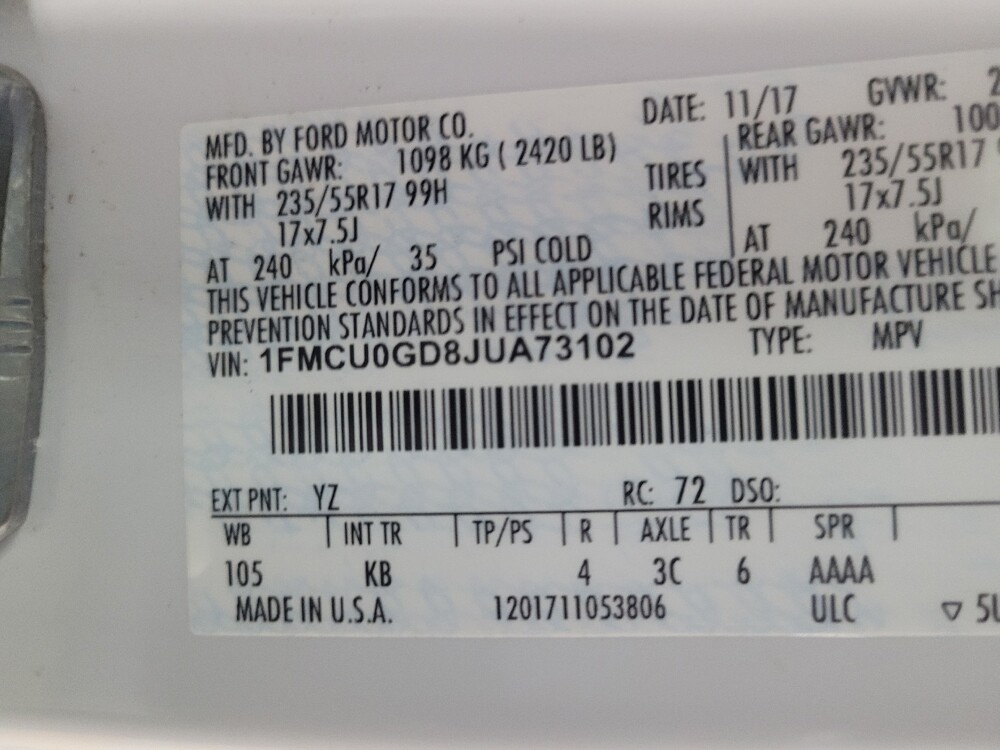 MFD. BY FORD MOTOR CO. DATE: 11/17 GVWR:
FRONT GAWR: 1098 KG ( 2420 LB) REAR GAWR: 100
WITH 235/55R17 99H TIRES WITH 235/55R17
17x7.5J RIMS 17x7.5J
AT 240 kPa/ 35 PSI COLD AT 240 kPa/
THIS VEHICLE CONFORMS TO ALL APPLICABLE FEDERAL MOTOR VEHICLE
PREVENTION STANDARDS IN EFFECT ON THE DATE OF MANUFACTURE
VIN: 1FMCU0GD8JUA73102 TYPE: MPV
EXT PNT: YZ RC: 72 DSO:
WB INT TR TP/PS R AXLE TR SPR
105 KB 4 3C 6 AAAA
MADE IN U.S.A. 1201711053806 ULC ▽